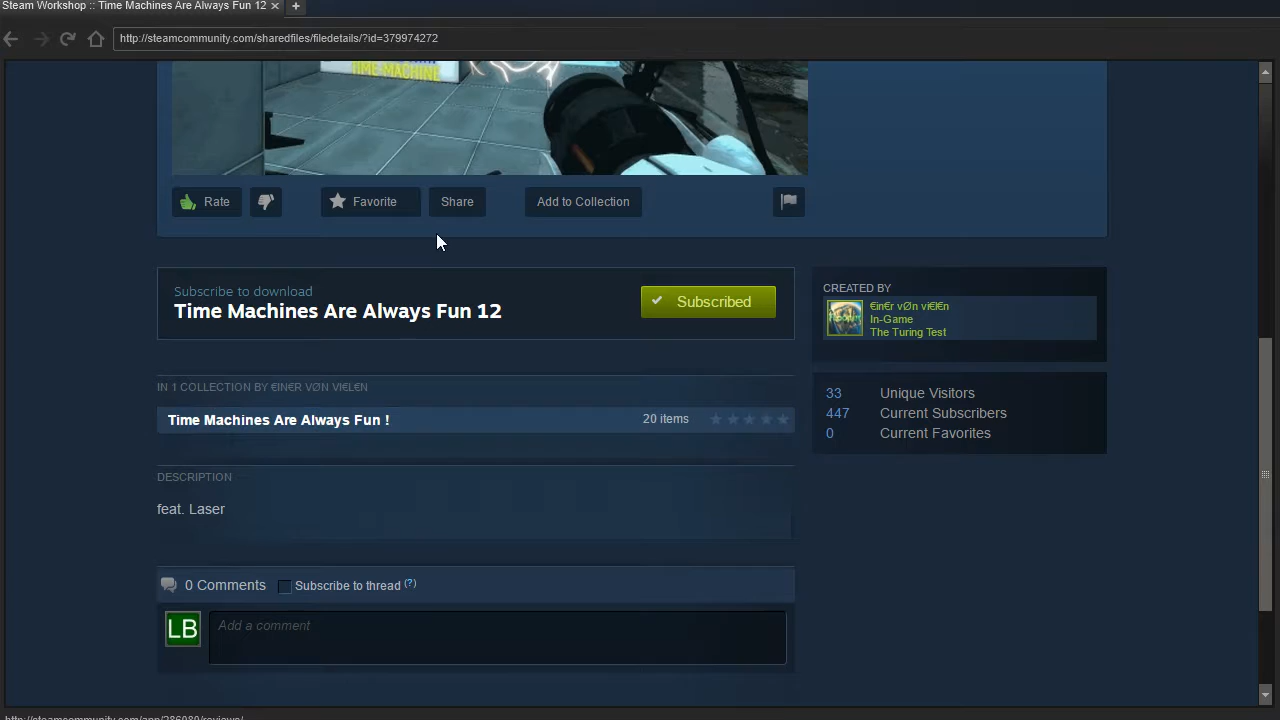 Steam Workshop :: Time Machines Are Always Fun 12
http://steamcommunity.com/sharedfiles/filedetails/?id=379974272
TIME-MACHINE
Rate
Favorite
Share
Add to Collection
Subscribe to download
Time Machines Are Always Fun 12
Subscribed
CREATED BY
€in€r vØn vi€l€n
In-Game
The Turing Test
IN 1 COLLECTION BY €IN€R VØN VI€L€N
Time Machines Are Always Fun !
20 items
33 Unique Visitors
447 Current Subscribers
0 Current Favorites
DESCRIPTION
feat. Laser
0 Comments
Subscribe to thread (?)
LB
Add a comment